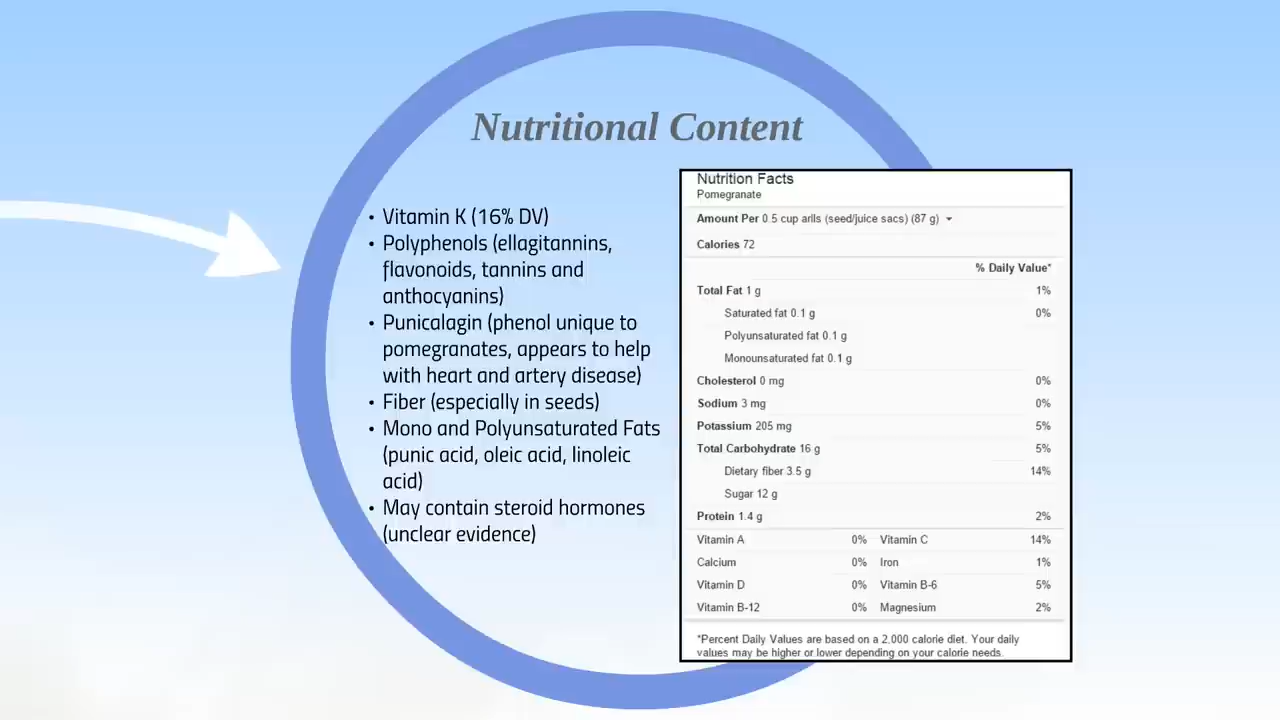 Nutritional Content
• Vitamin K (16% DV)
• Polyphenols (ellagitannins,
flavonoids, tannins and
anthocyanins)
• Punicalagin (phenol unique to
pomegranates, appears to help
with heart and artery disease)
• Fiber (especially in seeds)
• Mono and Polyunsaturated Fats
(punic acid, oleic acid, linoleic
acid)
• May contain steroid hormones
(unclear evidence)
Nutrition Facts
Pomegranate
Amount Per 0.5 cup arils (seed/juice sacs) (87 g)
Calories 72
% Daily Value*
Total Fat 1 g 1%
Saturated fat 0.1 g 0%
Polyunsaturated fat 0.1 g
Monounsaturated fat 0.1 g
Cholesterol 0 mg 0%
Sodium 3 mg 0%
Potassium 205 mg 5%
Total Carbohydrate 16 g 5%
Dietary fiber 3.5 g 14%
Sugar 12 g
Protein 1.4 g 2%
Vitamin A 0% Vitamin C 14%
Calcium 0% Iron 1%
Vitamin D 0% Vitamin B-6 5%
Vitamin B-12 0% Magnesium 2%
*Percent Daily Values are based on a 2,000 calorie diet. Your daily
values may be higher or lower depending on your calorie needs.